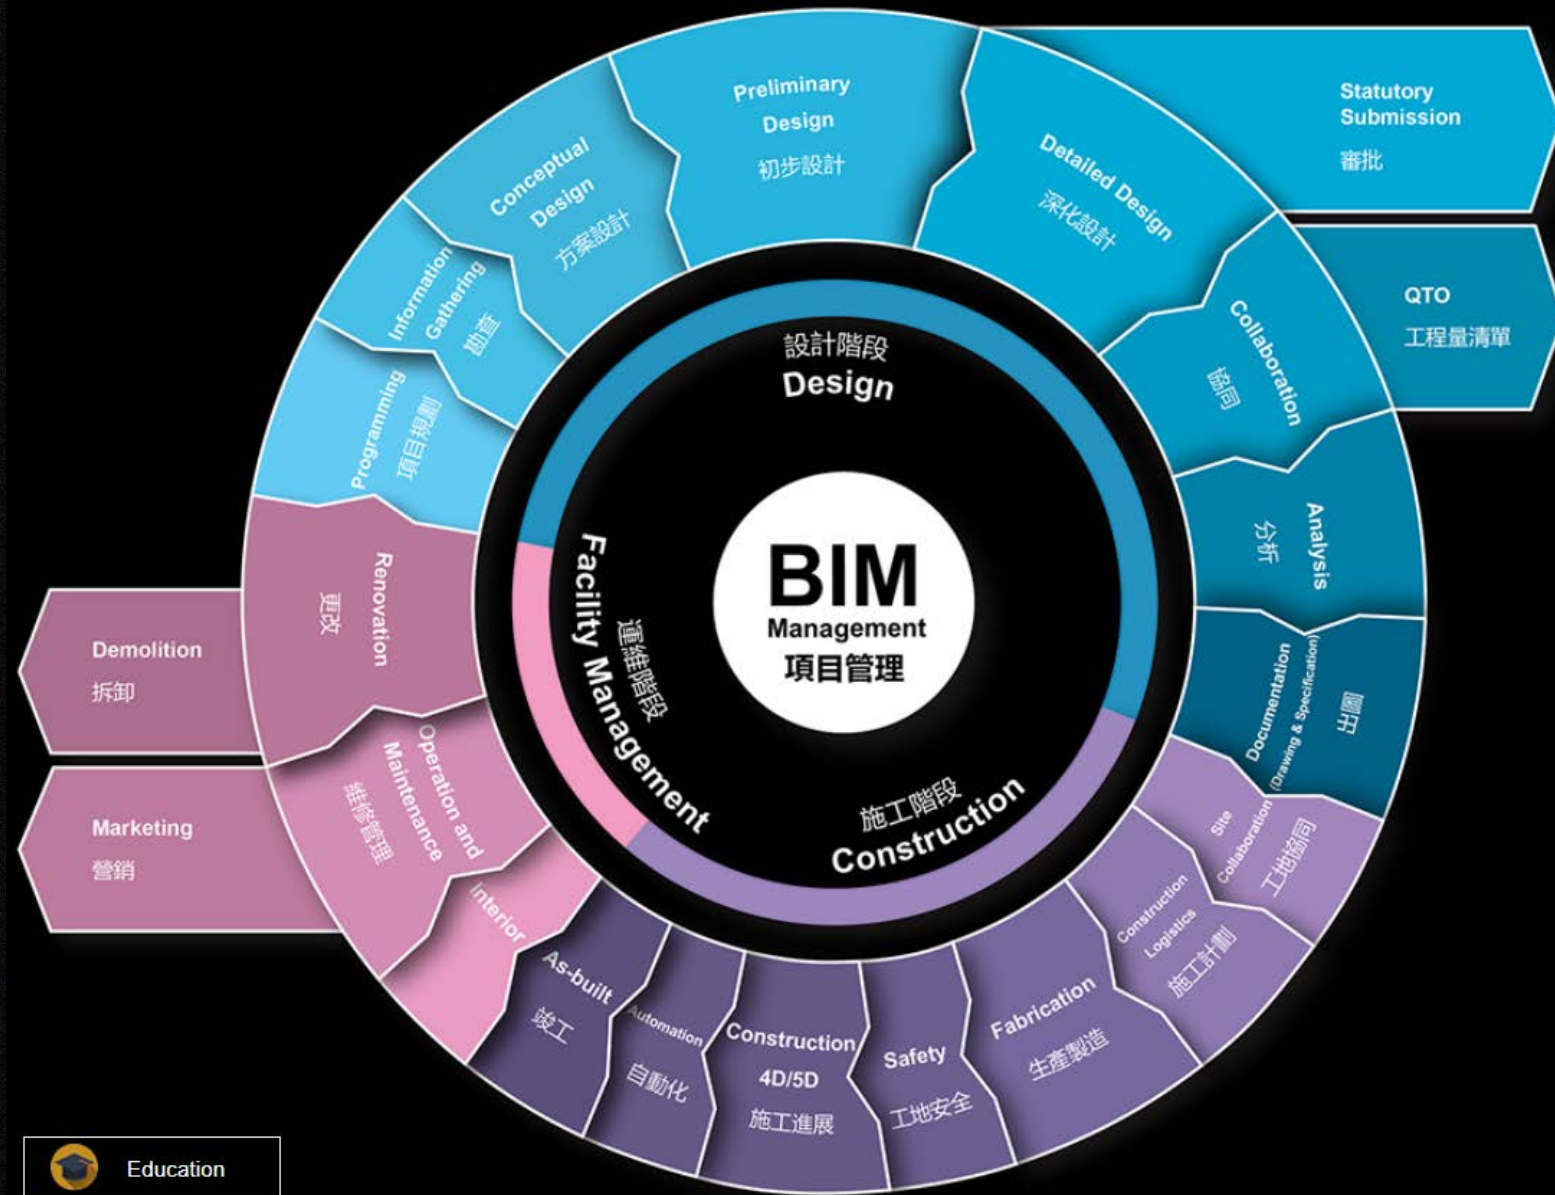 Preliminary
Design
初步設計
Detailed Design
深化設計
Statutory
Submission
審批
Collaboration
協同
QTO
工程量清單
Analysis
分析
Documentation
(Drawing & Specification)
圖出
Site
Collaboration
工地協同
Construction
Logistics
施工計劃
Fabrication
生產製造
Safety
工地安全
Construction
4D/5D
施工進展
Automation
自動化
As-built
竣工
Interior
Operation and
Maintenance
維修管理
Marketing
營銷
Renovation
更改
Demolition
拆卸
Programming
項目規劃
Information
Gathering
勘查
Conceptual
Design
方案設計
設計階段
Design
Facility Management
運維階段
施工階段
Construction
BIM
Management
項目管理
Education